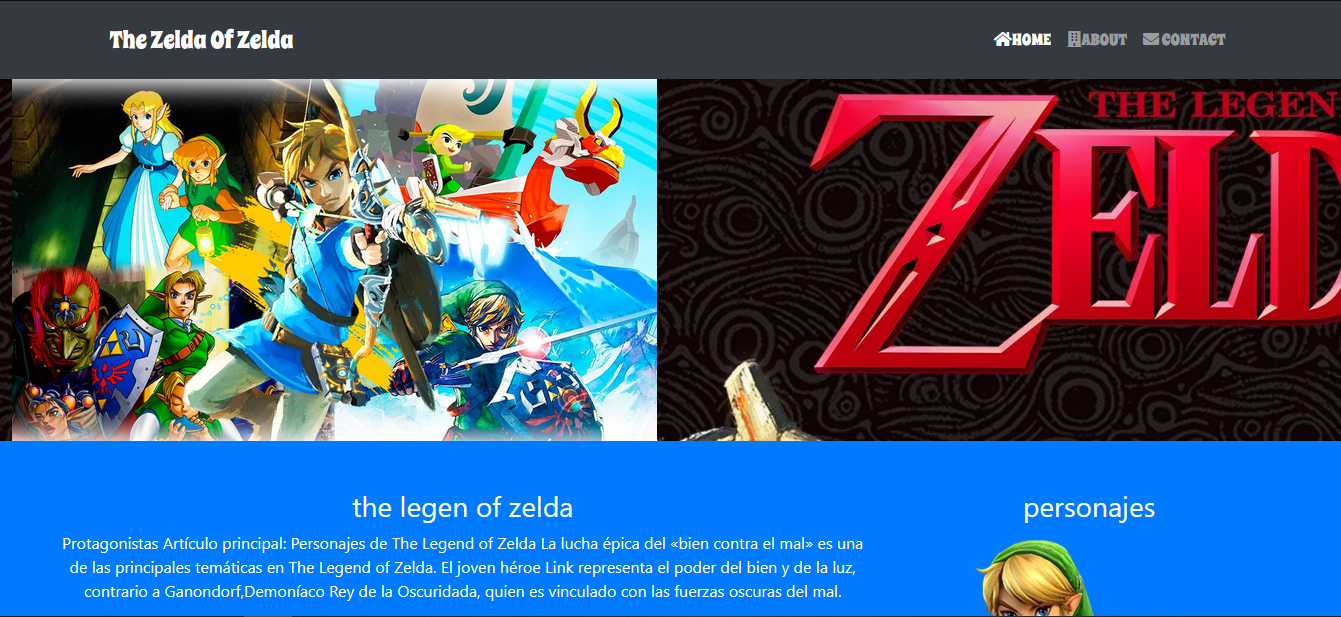 The Zelda Of Zelda
HOME ABOUT CONTACT
THE LEGEN
ZELD
the legen of zelda
Protagonistas Artículo principal: Personajes de The Legend of Zelda La lucha épica del «bien contra el mal» es una
de las principales temáticas en The Legend of Zelda. El joven héroe Link representa el poder del bien y de la luz,
contrario a Ganondorf,Demoníaco Rey de la Oscuridada, quien es vinculado con las fuerzas oscuras del mal.
personajes